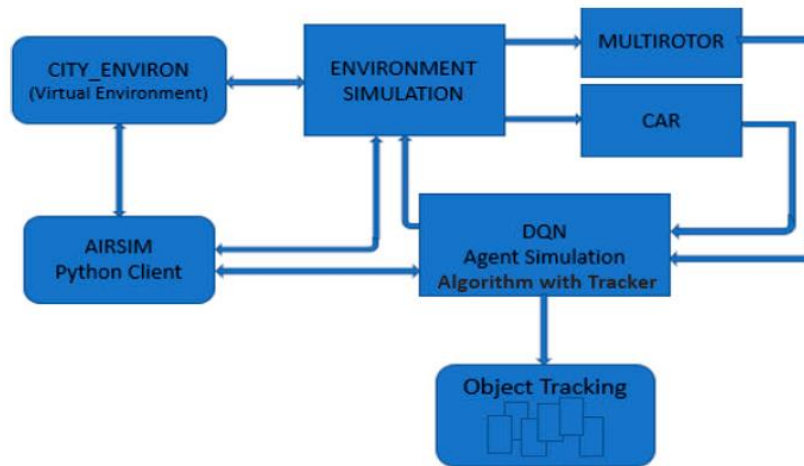 CITY_ENVIRON
(Virtual Environment)
ENVIRONMENT
SIMULATION
MULTIROTOR
CAR
AIRSIM
Python Client
DQN
Agent Simulation
Algorithm with Tracker
Object Tracking